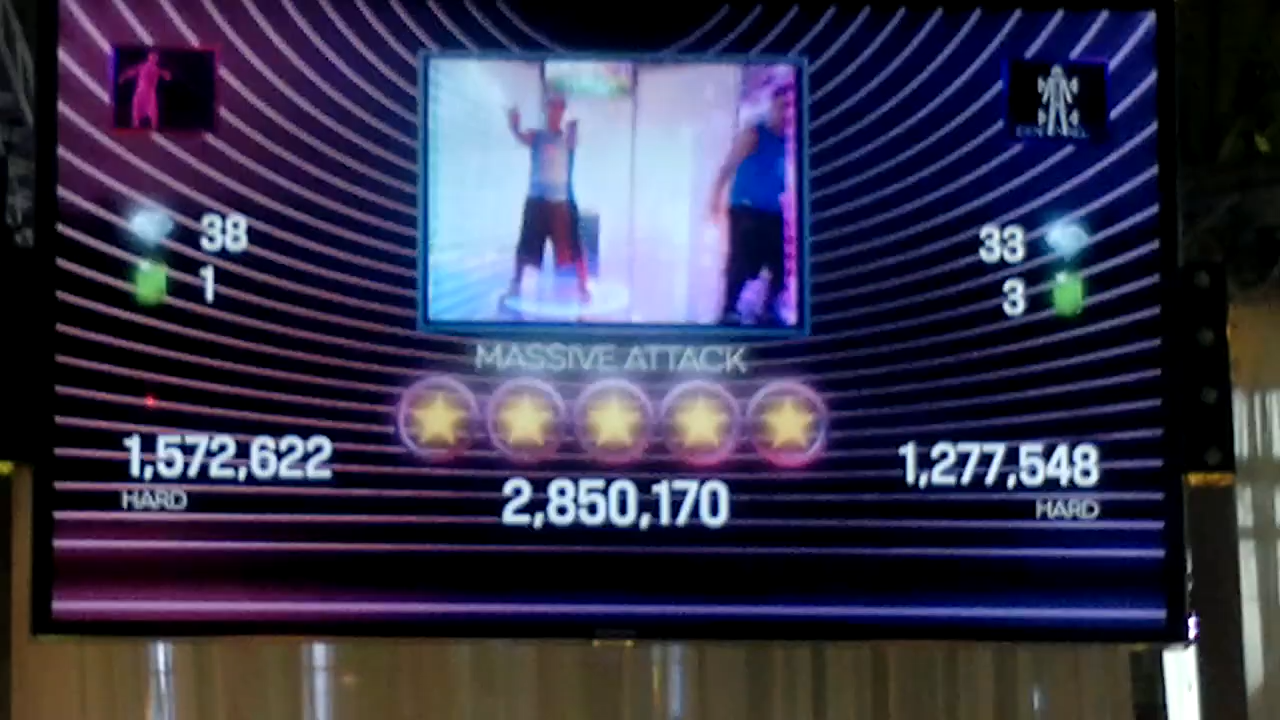 38
1
33
3
MASSIVE ATTACK
1,572,622
HARD
2,850,170
1,277,548
HARD